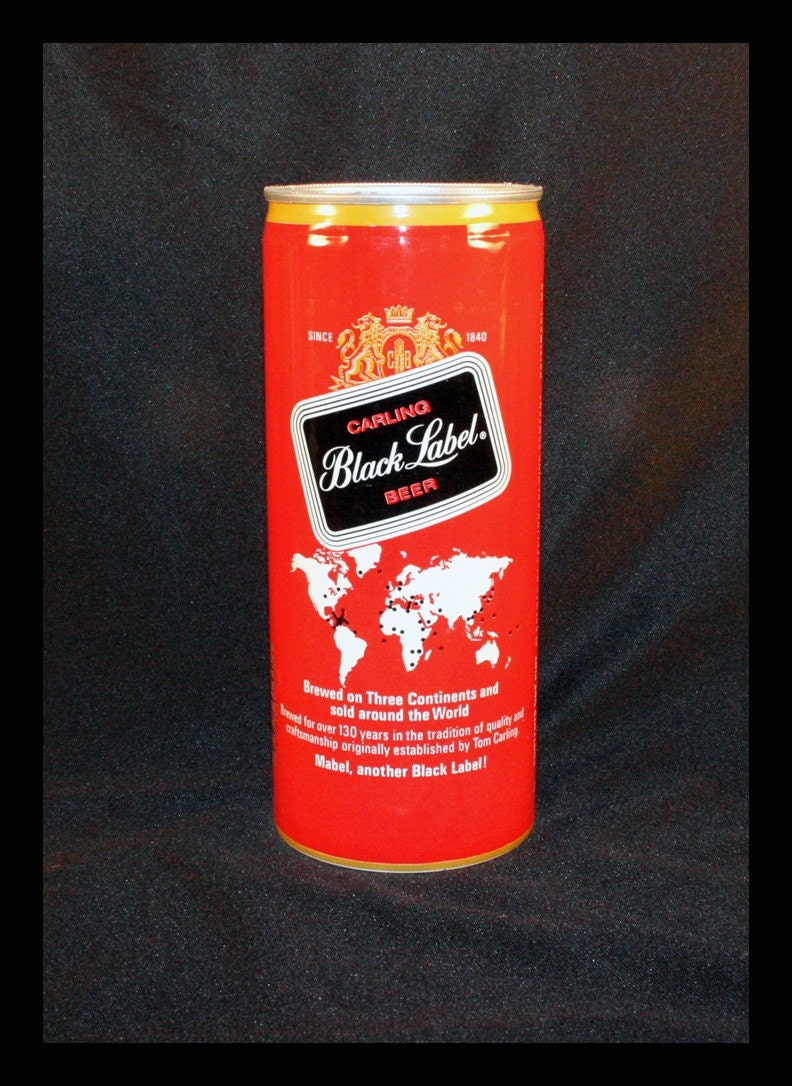 SINCE 1840
C B
CARLING
Black Label®
BEER
Brewed on Three Continents and
sold around the World
Brewed for over 130 years in the tradition of quality and
craftsmanship originally established by Tom Carling.
Mabel, another Black Label!